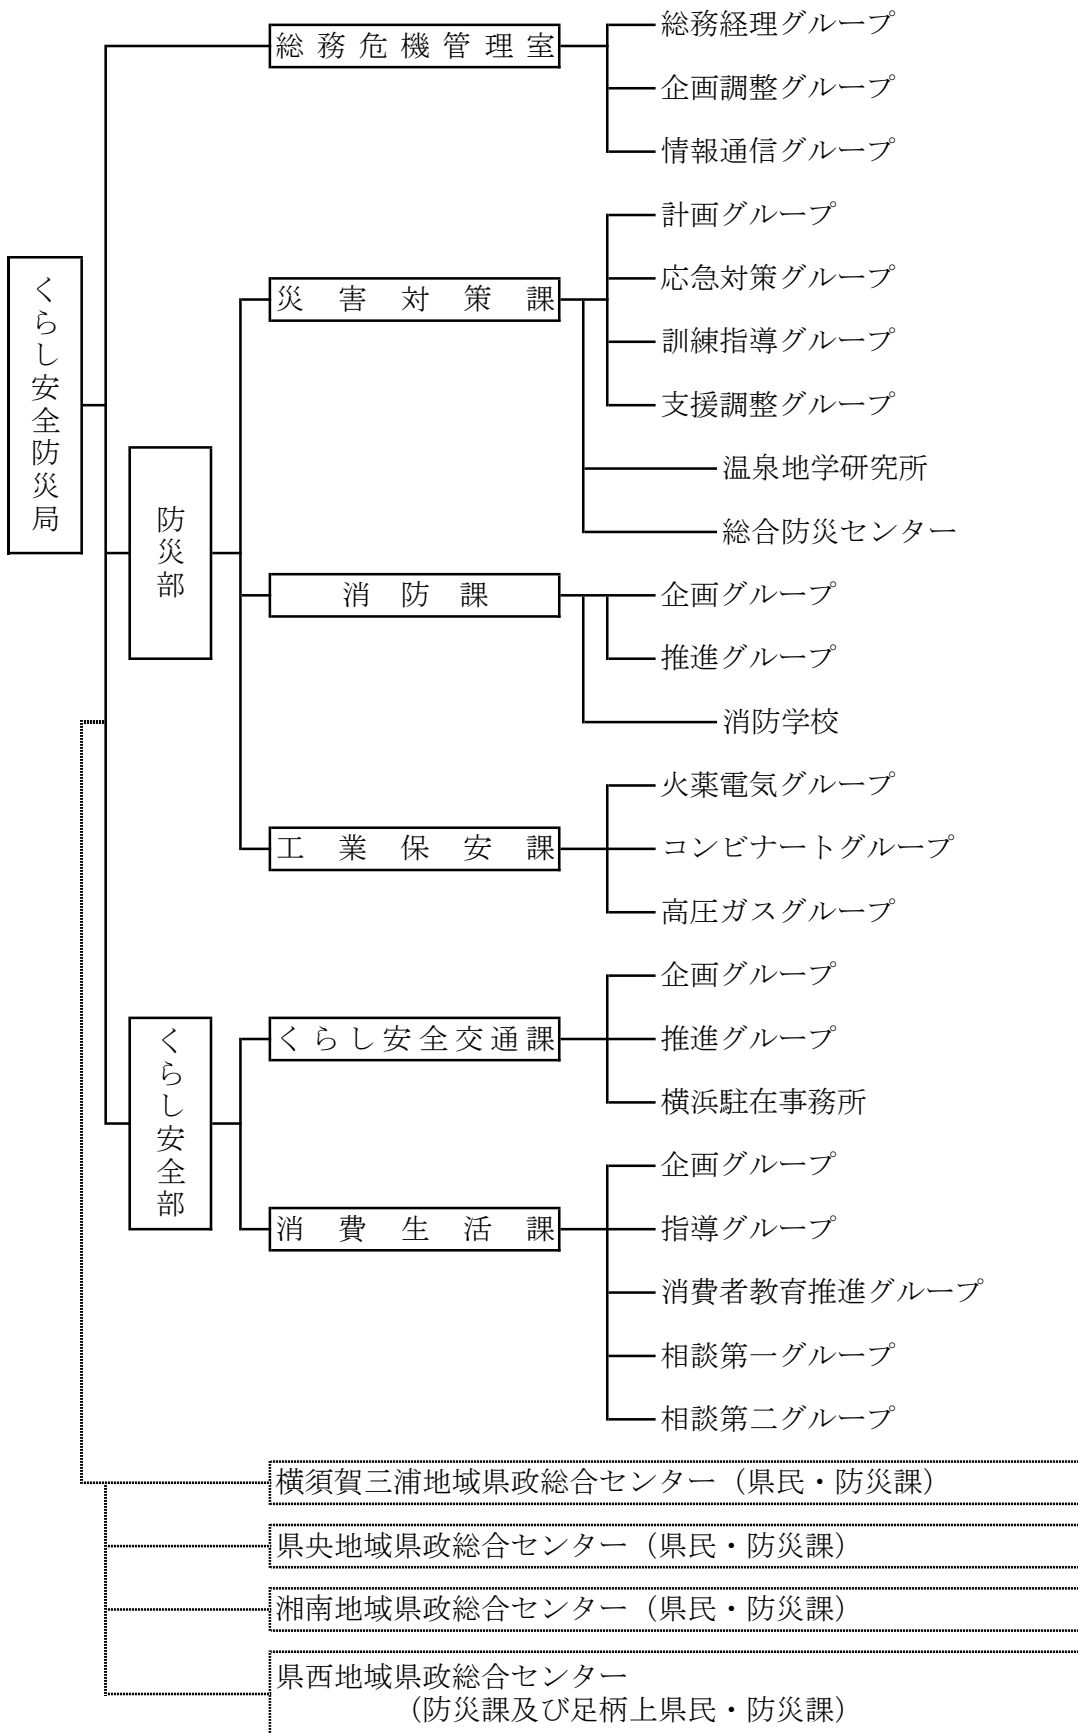 くらし安全防災局
総務危機管理室
総務経理グループ
企画調整グループ
情報通信グループ
防災部
災害対策課
計画グループ
応急対策グループ
訓練指導グループ
支援調整グループ
温泉地学研究所
総合防災センター
消防課
企画グループ
推進グループ
消防学校
工業保安課
火薬電気グループ
コンビナートグループ
高圧ガスグループ
くらし安全部
くらし安全交通課
企画グループ
推進グループ
横浜駐在事務所
消費生活課
企画グループ
指導グループ
消費者教育推進グループ
相談第一グループ
相談第二グループ
横須賀三浦地域県政総合センター（県民・防災課）
県央地域県政総合センター（県民・防災課）
湘南地域県政総合センター（県民・防災課）
県西地域県政総合センター
（防災課及び足柄上県民・防災課）